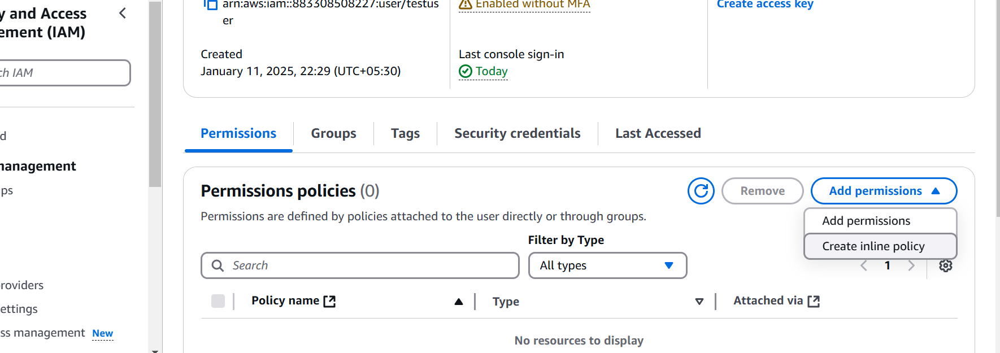 y and Access
ement (IAM)
ch IAM
d
nanagement
ps
roviders
ettings
ss management New
arn:aws:iam::883308508227:user/testus
er
Enabled without MFA
Create access key
Created
January 11, 2025, 22:29 (UTC+05:30)
Last console sign-in
Today
Permissions Groups Tags Security credentials Last Accessed
Permissions policies (0)
Remove
Add permissions
Permissions are defined by policies attached to the user directly or through groups.
Add permissions
Create inline policy
Filter by Type
Search
All types
1
Policy name Type Attached via
No resources to display